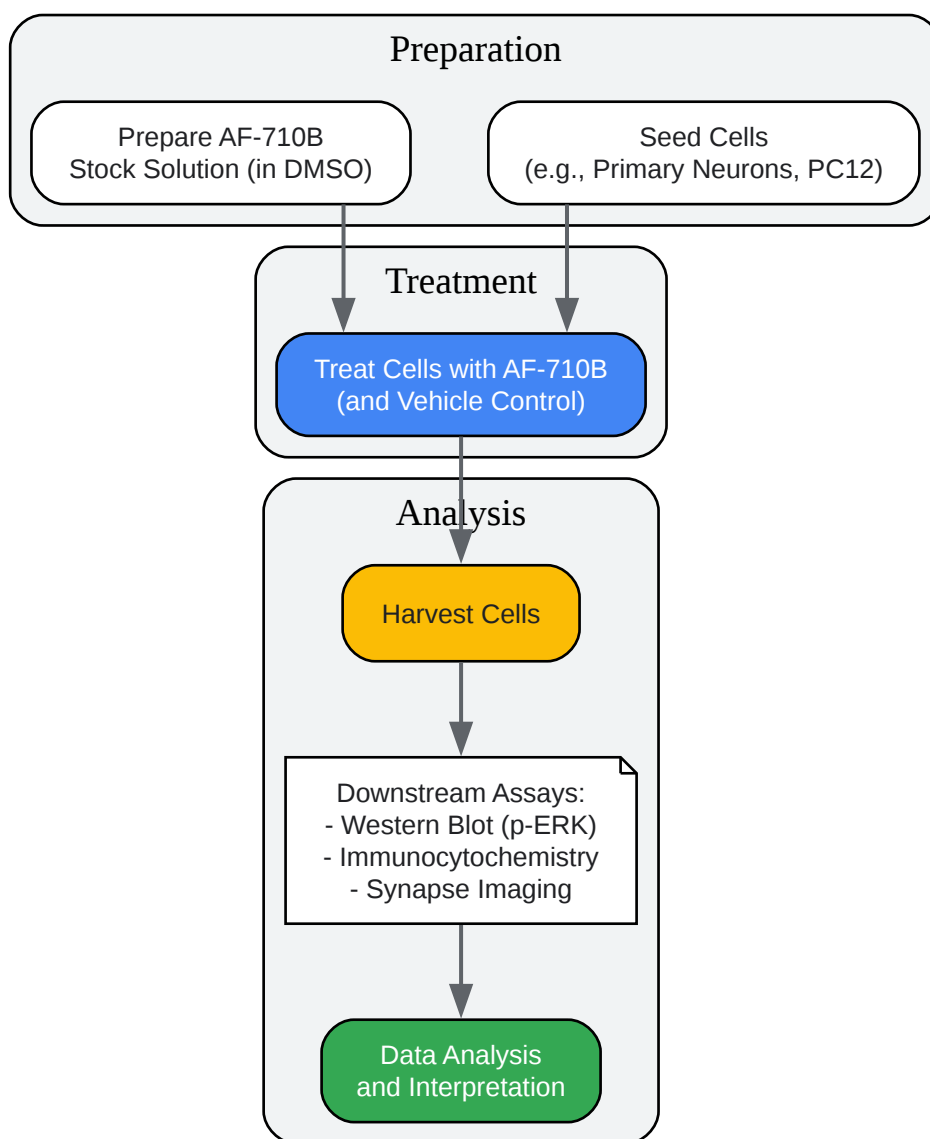 Preparation
Prepare AF-710B
Stock Solution (in DMSO)
Seed Cells
(e.g., Primary Neurons, PC12)
Treatment
Treat Cells with AF-710B
(and Vehicle Control)
Analysis
Harvest Cells
Downstream Assays:
- Western Blot (p-ERK)
- Immunocytochemistry
- Synapse Imaging
Data Analysis
and Interpretation